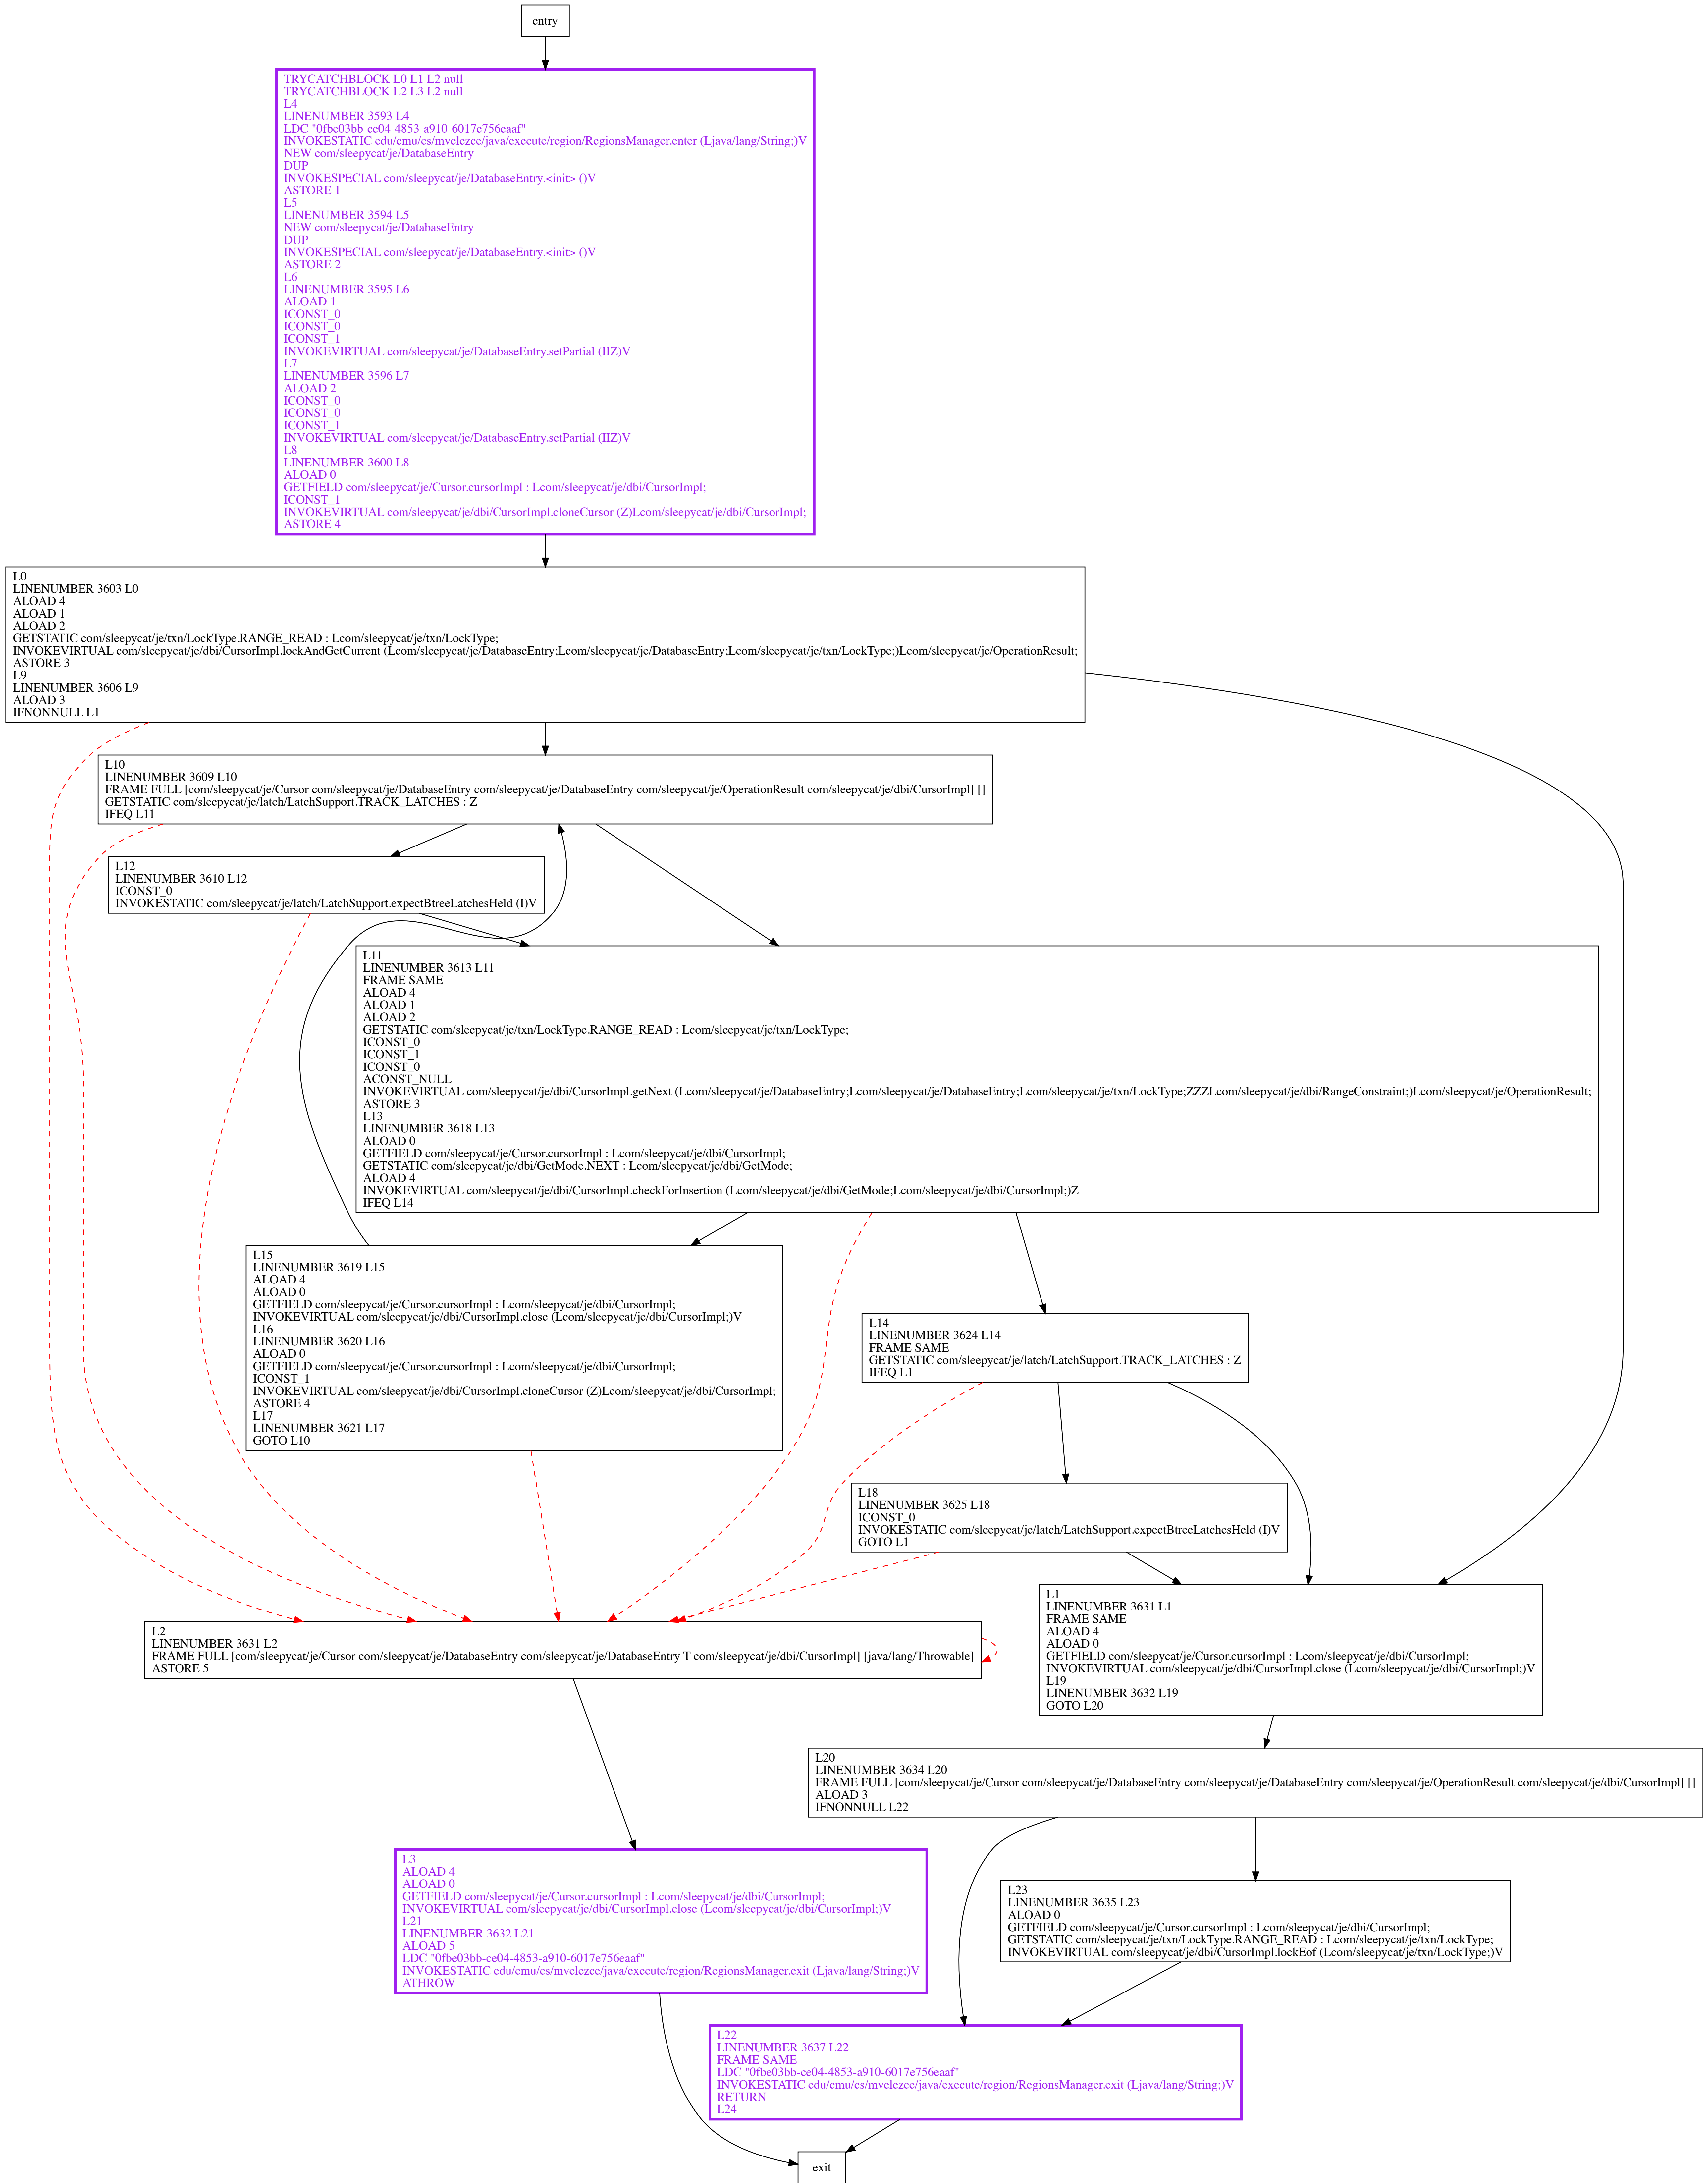 entry
TRYCATCHBLOCK L0 L1 L2 null
TRYCATCHBLOCK L2 L3 L2 null
L4
LINENUMBER 3593 L4
LDC "0fbe03bb-ce04-4853-a910-6017e756eaaf"
INVOKESTATIC edu/cmu/cs/mvelezce/java/execute/region/RegionsManager.enter (Ljava/lang/String;)V
NEW com/sleepycat/je/DatabaseEntry
DUP
INVOKESPECIAL com/sleepycat/je/DatabaseEntry.<init> ()V
ASTORE 1
L5
LINENUMBER 3594 L5
NEW com/sleepycat/je/DatabaseEntry
DUP
INVOKESPECIAL com/sleepycat/je/DatabaseEntry.<init> ()V
ASTORE 2
L6
LINENUMBER 3595 L6
ALOAD 1
ICONST_0
ICONST_0
ICONST_1
INVOKEVIRTUAL com/sleepycat/je/DatabaseEntry.setPartial (IIZ)V
L7
LINENUMBER 3596 L7
ALOAD 2
ICONST_0
ICONST_0
ICONST_1
INVOKEVIRTUAL com/sleepycat/je/DatabaseEntry.setPartial (IIZ)V
L8
LINENUMBER 3600 L8
ALOAD 0
GETFIELD com/sleepycat/je/Cursor.cursorImpl : Lcom/sleepycat/je/dbi/CursorImpl;
ICONST_1
INVOKEVIRTUAL com/sleepycat/je/dbi/CursorImpl.cloneCursor (Z)Lcom/sleepycat/je/dbi/CursorImpl;
ASTORE 4
L0
LINENUMBER 3603 L0
ALOAD 4
ALOAD 1
ALOAD 2
GETSTATIC com/sleepycat/je/txn/LockType.RANGE_READ : Lcom/sleepycat/je/txn/LockType;
INVOKEVIRTUAL com/sleepycat/je/dbi/CursorImpl.lockAndGetCurrent (Lcom/sleepycat/je/DatabaseEntry;Lcom/sleepycat/je/DatabaseEntry;Lcom/sleepycat/je/txn/LockType;)Lcom/sleepycat/je/OperationResult;
ASTORE 3
L9
LINENUMBER 3606 L9
ALOAD 3
IFNONNULL L1
L10
LINENUMBER 3609 L10
FRAME FULL [com/sleepycat/je/Cursor com/sleepycat/je/DatabaseEntry com/sleepycat/je/DatabaseEntry com/sleepycat/je/OperationResult com/sleepycat/je/dbi/CursorImpl] []
GETSTATIC com/sleepycat/je/latch/LatchSupport.TRACK_LATCHES : Z
IFEQ L11
L12
LINENUMBER 3610 L12
ICONST_0
INVOKESTATIC com/sleepycat/je/latch/LatchSupport.expectBtreeLatchesHeld (I)V
L11
LINENUMBER 3613 L11
FRAME SAME
ALOAD 4
ALOAD 1
ALOAD 2
GETSTATIC com/sleepycat/je/txn/LockType.RANGE_READ : Lcom/sleepycat/je/txn/LockType;
ICONST_0
ICONST_1
ICONST_0
ACONST_NULL
INVOKEVIRTUAL com/sleepycat/je/dbi/CursorImpl.getNext (Lcom/sleepycat/je/DatabaseEntry;Lcom/sleepycat/je/DatabaseEntry;Lcom/sleepycat/je/txn/LockType;ZZZLcom/sleepycat/je/dbi/RangeConstraint;)Lcom/sleepycat/je/OperationResult;
ASTORE 3
L13
LINENUMBER 3618 L13
ALOAD 0
GETFIELD com/sleepycat/je/Cursor.cursorImpl : Lcom/sleepycat/je/dbi/CursorImpl;
GETSTATIC com/sleepycat/je/dbi/GetMode.NEXT : Lcom/sleepycat/je/dbi/GetMode;
ALOAD 4
INVOKEVIRTUAL com/sleepycat/je/dbi/CursorImpl.checkForInsertion (Lcom/sleepycat/je/dbi/GetMode;Lcom/sleepycat/je/dbi/CursorImpl;)Z
IFEQ L14
L15
LINENUMBER 3619 L15
ALOAD 4
ALOAD 0
GETFIELD com/sleepycat/je/Cursor.cursorImpl : Lcom/sleepycat/je/dbi/CursorImpl;
INVOKEVIRTUAL com/sleepycat/je/dbi/CursorImpl.close (Lcom/sleepycat/je/dbi/CursorImpl;)V
L16
LINENUMBER 3620 L16
ALOAD 0
GETFIELD com/sleepycat/je/Cursor.cursorImpl : Lcom/sleepycat/je/dbi/CursorImpl;
ICONST_1
INVOKEVIRTUAL com/sleepycat/je/dbi/CursorImpl.cloneCursor (Z)Lcom/sleepycat/je/dbi/CursorImpl;
ASTORE 4
L17
LINENUMBER 3621 L17
GOTO L10
L14
LINENUMBER 3624 L14
FRAME SAME
GETSTATIC com/sleepycat/je/latch/LatchSupport.TRACK_LATCHES : Z
IFEQ L1
L18
LINENUMBER 3625 L18
ICONST_0
INVOKESTATIC com/sleepycat/je/latch/LatchSupport.expectBtreeLatchesHeld (I)V
GOTO L1
L1
LINENUMBER 3631 L1
FRAME SAME
ALOAD 4
ALOAD 0
GETFIELD com/sleepycat/je/Cursor.cursorImpl : Lcom/sleepycat/je/dbi/CursorImpl;
INVOKEVIRTUAL com/sleepycat/je/dbi/CursorImpl.close (Lcom/sleepycat/je/dbi/CursorImpl;)V
L19
LINENUMBER 3632 L19
GOTO L20
L2
LINENUMBER 3631 L2
FRAME FULL [com/sleepycat/je/Cursor com/sleepycat/je/DatabaseEntry com/sleepycat/je/DatabaseEntry T com/sleepycat/je/dbi/CursorImpl] [java/lang/Throwable]
ASTORE 5
L20
LINENUMBER 3634 L20
FRAME FULL [com/sleepycat/je/Cursor com/sleepycat/je/DatabaseEntry com/sleepycat/je/DatabaseEntry com/sleepycat/je/OperationResult com/sleepycat/je/dbi/CursorImpl] []
ALOAD 3
IFNONNULL L22
L3
ALOAD 4
ALOAD 0
GETFIELD com/sleepycat/je/Cursor.cursorImpl : Lcom/sleepycat/je/dbi/CursorImpl;
INVOKEVIRTUAL com/sleepycat/je/dbi/CursorImpl.close (Lcom/sleepycat/je/dbi/CursorImpl;)V
L21
LINENUMBER 3632 L21
ALOAD 5
LDC "0fbe03bb-ce04-4853-a910-6017e756eaaf"
INVOKESTATIC edu/cmu/cs/mvelezce/java/execute/region/RegionsManager.exit (Ljava/lang/String;)V
ATHROW
L23
LINENUMBER 3635 L23
ALOAD 0
GETFIELD com/sleepycat/je/Cursor.cursorImpl : Lcom/sleepycat/je/dbi/CursorImpl;
GETSTATIC com/sleepycat/je/txn/LockType.RANGE_READ : Lcom/sleepycat/je/txn/LockType;
INVOKEVIRTUAL com/sleepycat/je/dbi/CursorImpl.lockEof (Lcom/sleepycat/je/txn/LockType;)V
L22
LINENUMBER 3637 L22
FRAME SAME
LDC "0fbe03bb-ce04-4853-a910-6017e756eaaf"
INVOKESTATIC edu/cmu/cs/mvelezce/java/execute/region/RegionsManager.exit (Ljava/lang/String;)V
RETURN
L24
exit